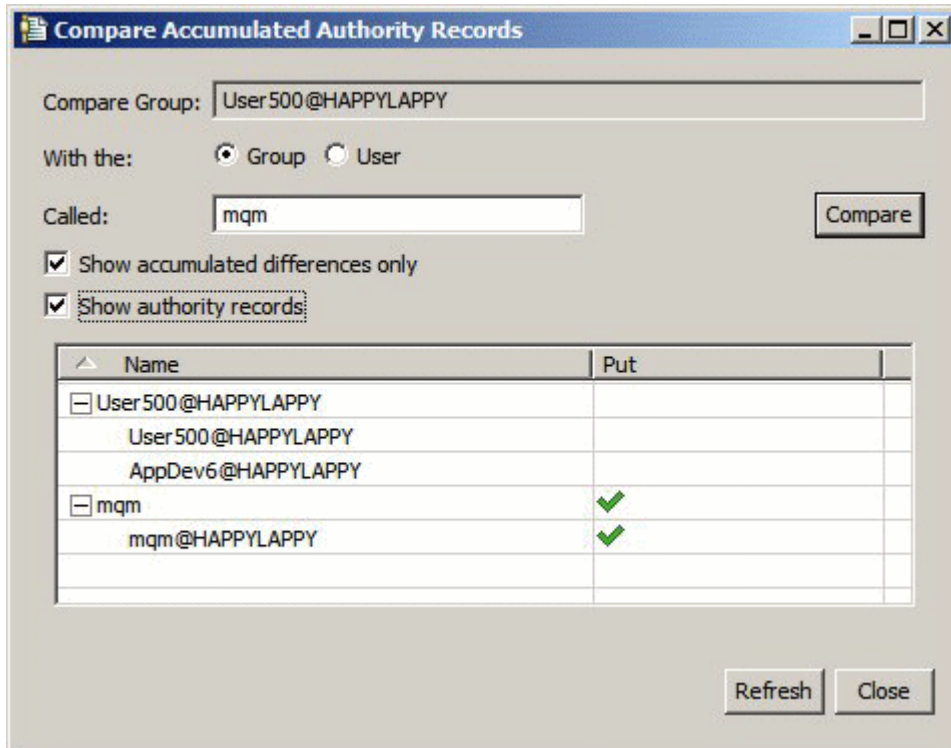 Compare Accumulated Authority Records
Compare Group: User500@HAPPYLAPPY
With the: Group User
Called: mqm Compare
Show accumulated differences only
Show authority records
Name Put
User500@HAPPYLAPPY
User500@HAPPYLAPPY
AppDev6@HAPPYLAPPY
mqm
mqm@HAPPYLAPPY
Refresh Close